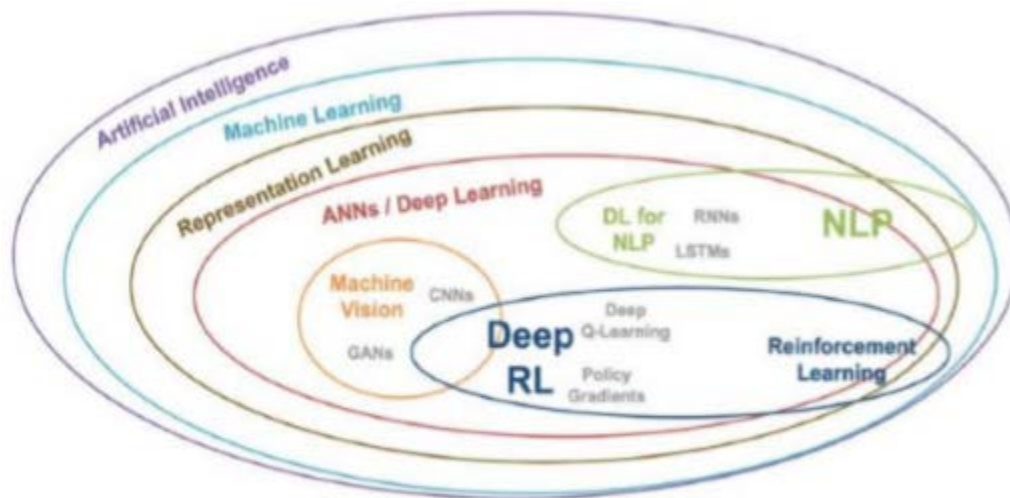 Artificial Intelligence
Machine Learning
Representation Learning
ANNs / Deep Learning
DL for
NLP
RNNs
LSTMs
NLP
Machine
Vision
CNNs
GANs
Deep
RL
Deep
Q-Learning
Policy
Gradients
Reinforcement
Learning